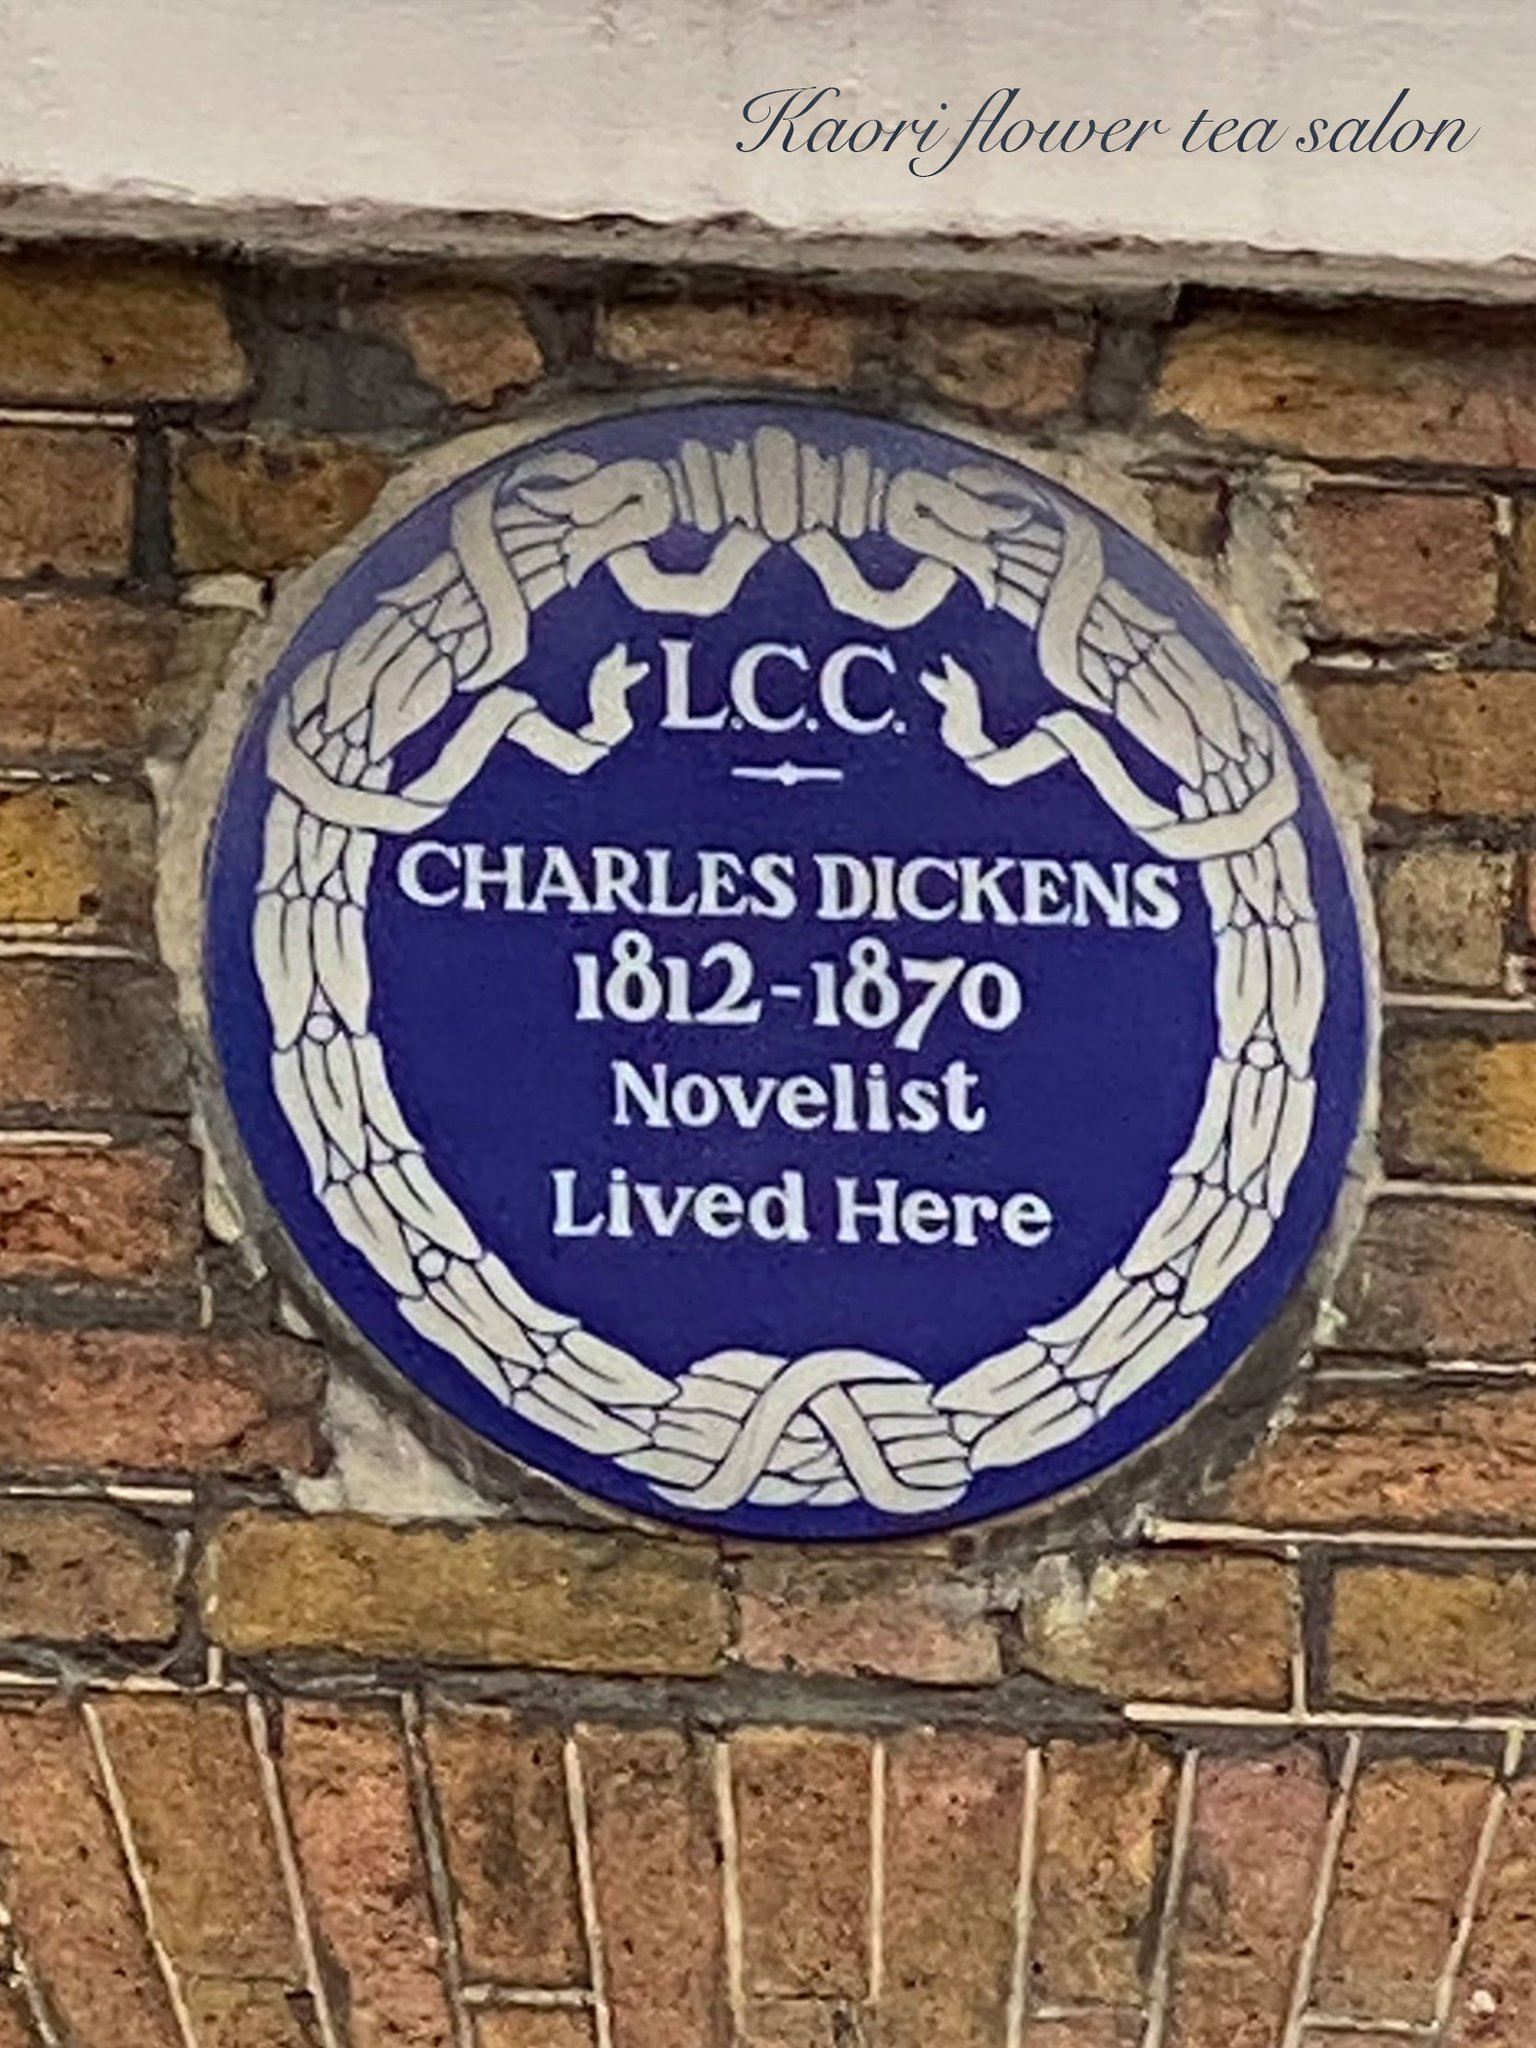 Kaori flower tea salon
L.C.C.
CHARLES DICKENS
1812-1870
Novelist
Lived Here